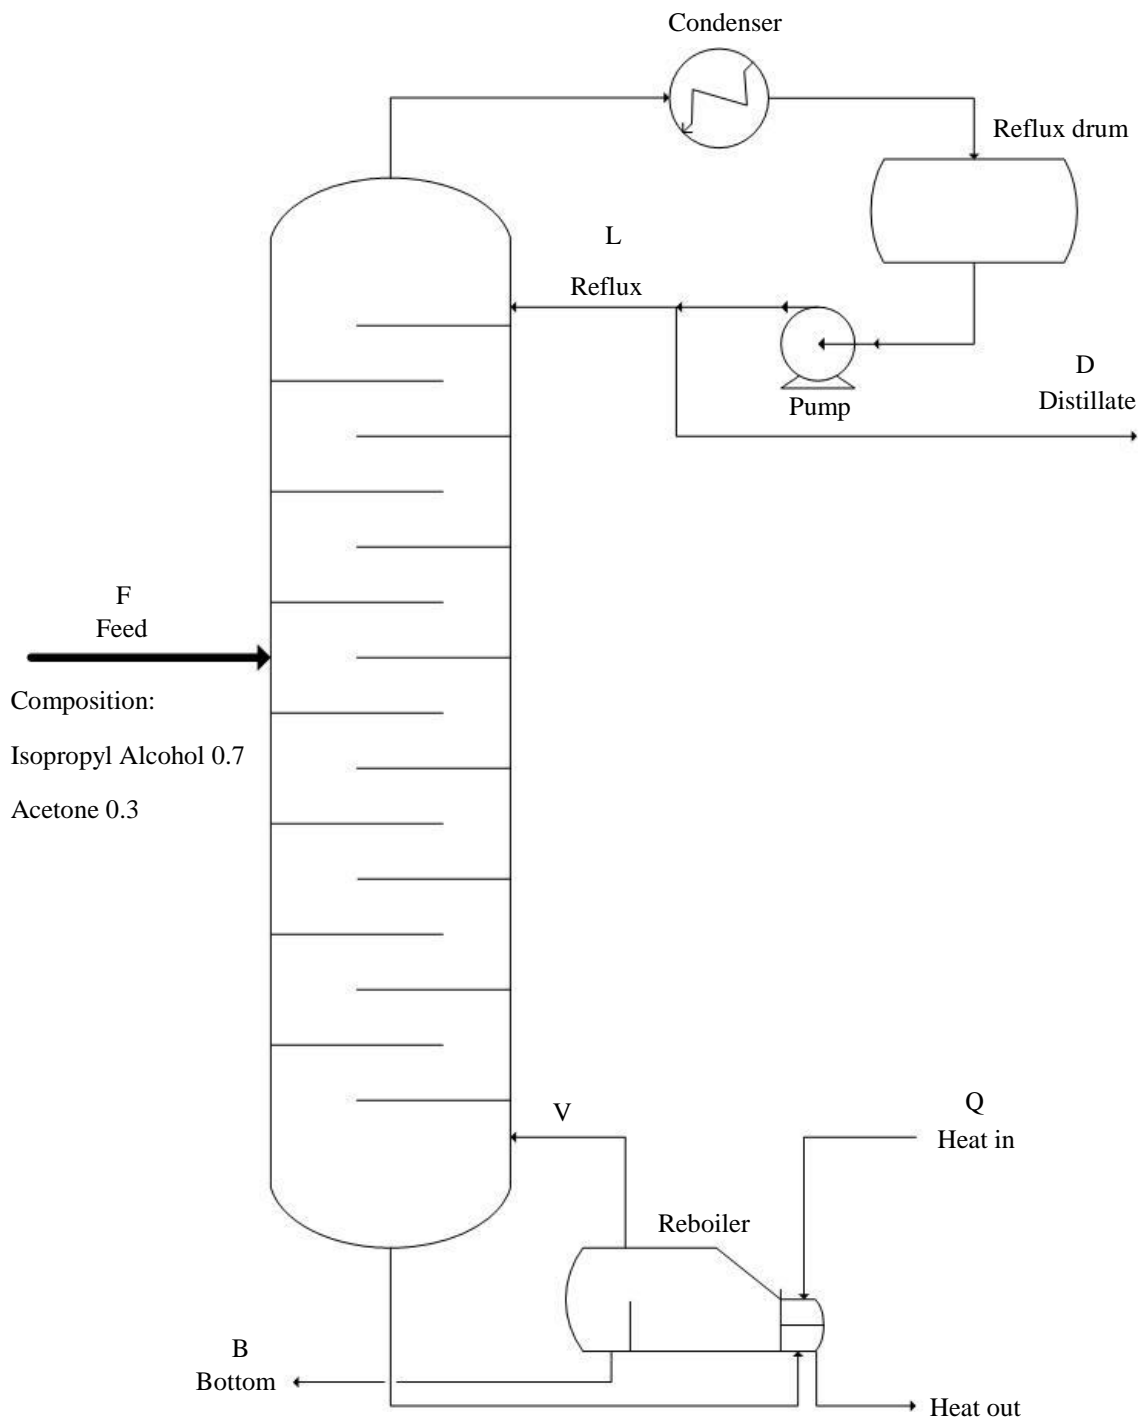 Condenser
Reflux drum
L
Reflux
D
Distillate
Pump
F
Feed
Composition:
Isopropyl Alcohol 0.7
Acetone 0.3
V
Q
Heat in
Reboiler
B
Bottom
Heat out